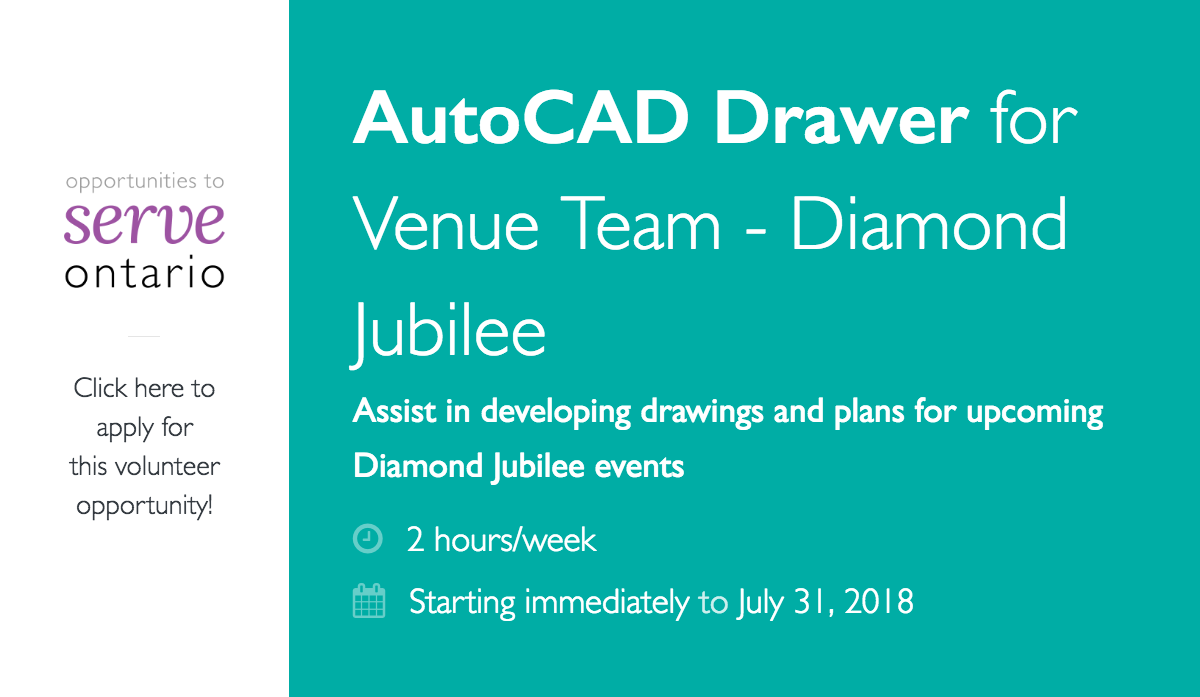 opportunities to
serve
ontario
Click here to
apply for
this volunteer
opportunity!
AutoCAD Drawer for
Venue Team - Diamond
Jubilee
Assist in developing drawings and plans for upcoming
Diamond Jubilee events
2 hours/week
Starting immediately to July 31, 2018